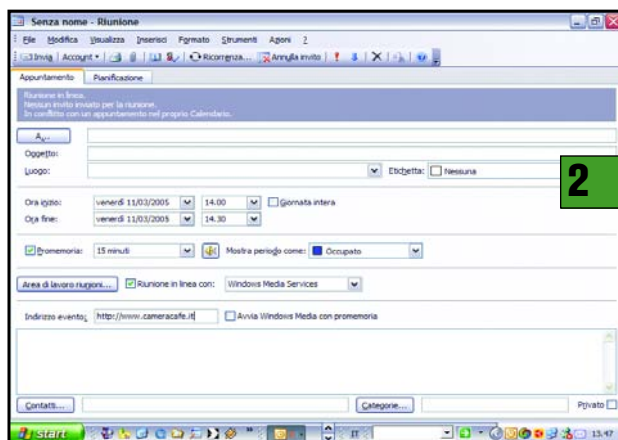 Senza nome - Riunione
File Modifica Visualizza Inserisci Formato Strumenti Azioni ?
Invia Account Ricorrenza... Annulla invito
Appuntamento Pianificazione
Riunione in linea.
Nessun invito inviato per la riunione.
In conflitto con un appuntamento nel proprio Calendario.
A...
Oggetto:
Luogo: Etichetta: Nessuna
2
Ora inizio: venerdì 11/03/2005 14.00 Giornata intera
Ora fine: venerdì 11/03/2005 14.30
Promemoria: 15 minuti Mostra periodo come: Occupato
Area di lavoro riunioni... Riunione in linea con: Windows Media Services
Indirizzo evento: http://www.cameracafe.it Avvia Windows Media con promemoria
Contatti... Categorie... Privato
start IT 13.47